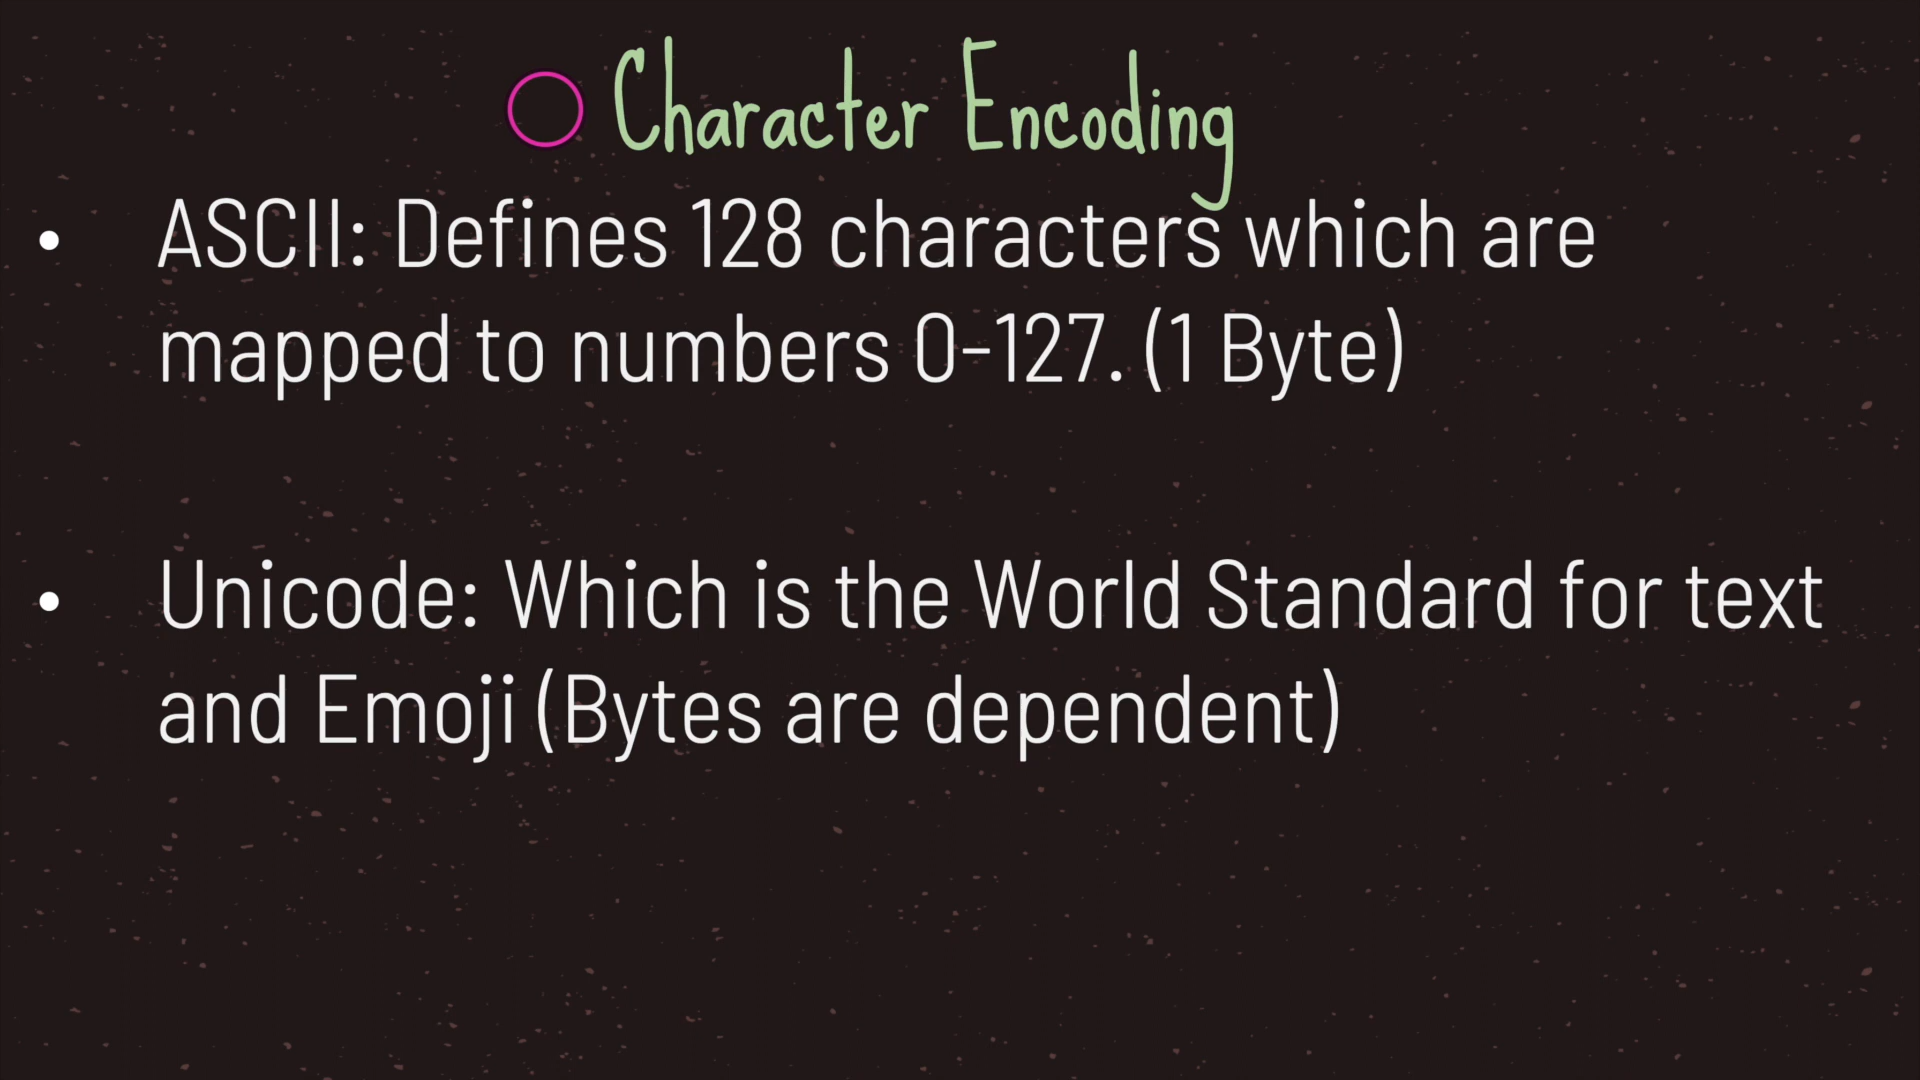 Character Encoding
• ASCII: Defines 128 characters which are
mapped to numbers 0-127. (1 Byte)
• Unicode: Which is the World Standard for text
and Emoji (Bytes are dependent)